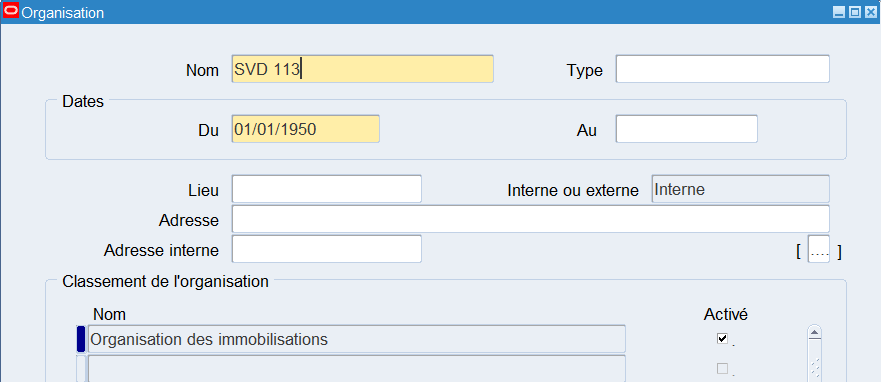 Organisation
Nom SVD 113 Type
Dates
Du 01/01/1950 Au
Lieu Interne ou externe Interne
Adresse
Adresse interne [ .... ]
Classement de l'organisation
Nom Activé
Organisation des immobilisations .
.